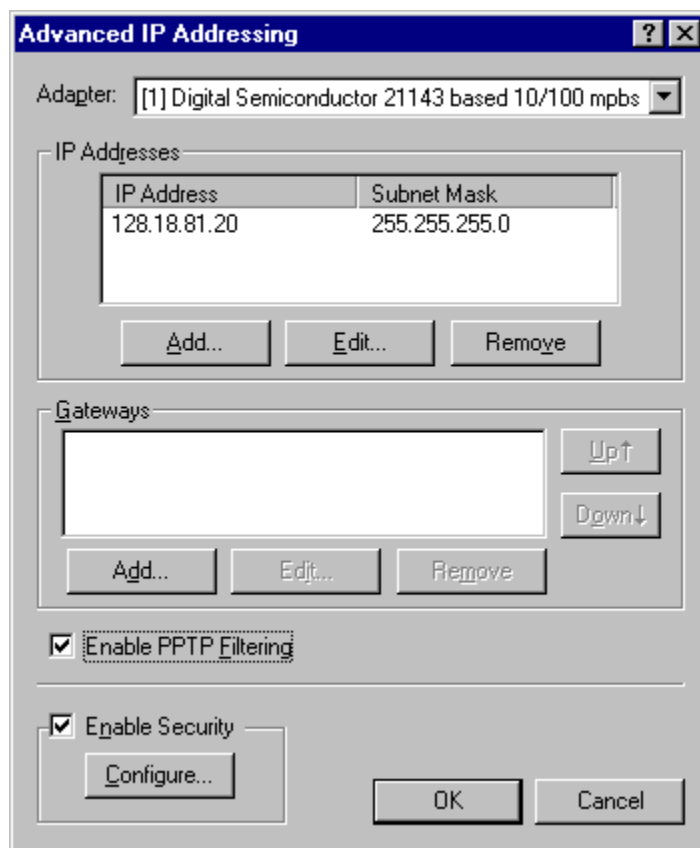 Advanced IP Addressing
Adapter: [1] Digital Semiconductor 21143 based 10/100 mpbs
IP Addresses
IP Address Subnet Mask
128.18.81.20 255.255.255.0
Add... Edit... Remove
Gateways
Up↑
Down↓
Add... Edit... Remove
Enable PPTP Filtering
Enable Security
Configure...
OK Cancel